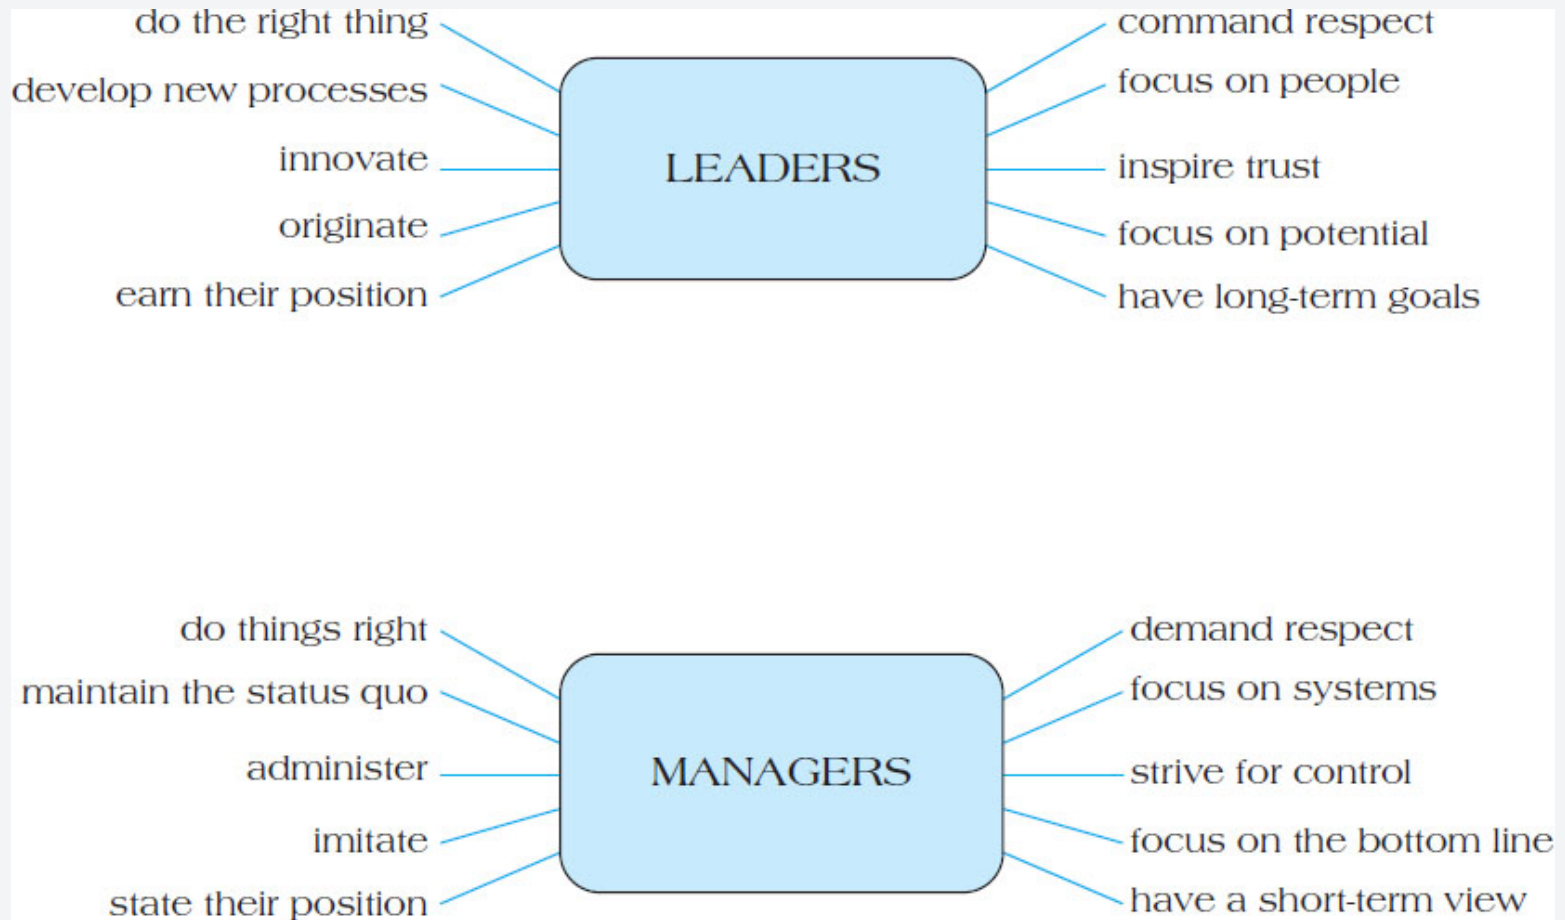 do the right thing
develop new processes
innovate
originate
earn their position
LEADERS
command respect
focus on people
inspire trust
focus on potential
have long-term goals
do things right
maintain the status quo
administer
imitate
state their position
MANAGERS
demand respect
focus on systems
strive for control
focus on the bottom line
have a short-term view